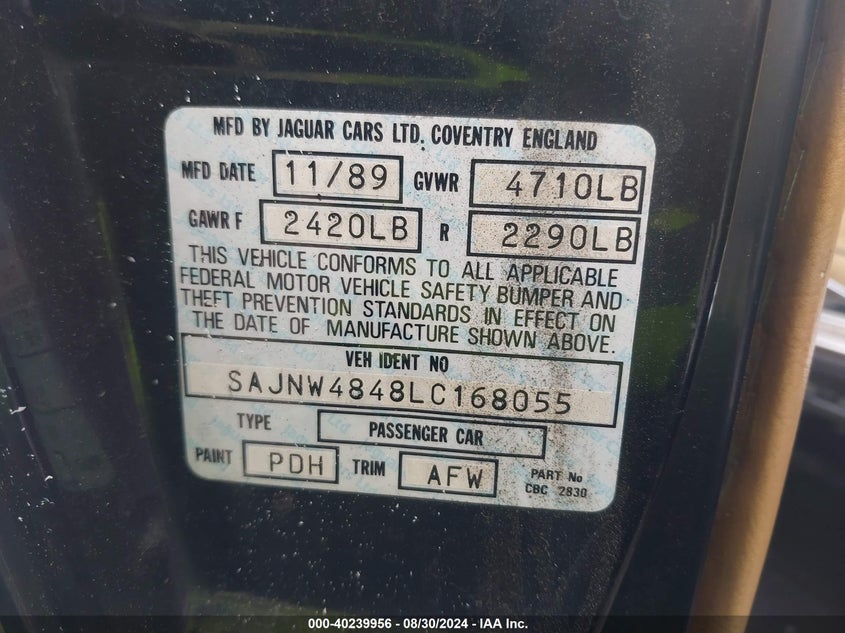 MFD BY JAGUAR CARS LTD. COVENTRY ENGLAND
MFD DATE 11/89 GVWR 4710LB
GAWR F 2420LB R 2290LB
THIS VEHICLE CONFORMS TO ALL APPLICABLE
FEDERAL MOTOR VEHICLE SAFETY BUMPER AND
THEFT PREVENTION STANDARDS IN EFFECT ON
THE DATE OF MANUFACTURE SHOWN ABOVE.
VEH IDENT NO
SAJNW4848LC168055
TYPE PASSENGER CAR
PAINT PDH TRIM AFW PART No
CBC 2830
000-40239956 - 08/30/2024 - IAA Inc.